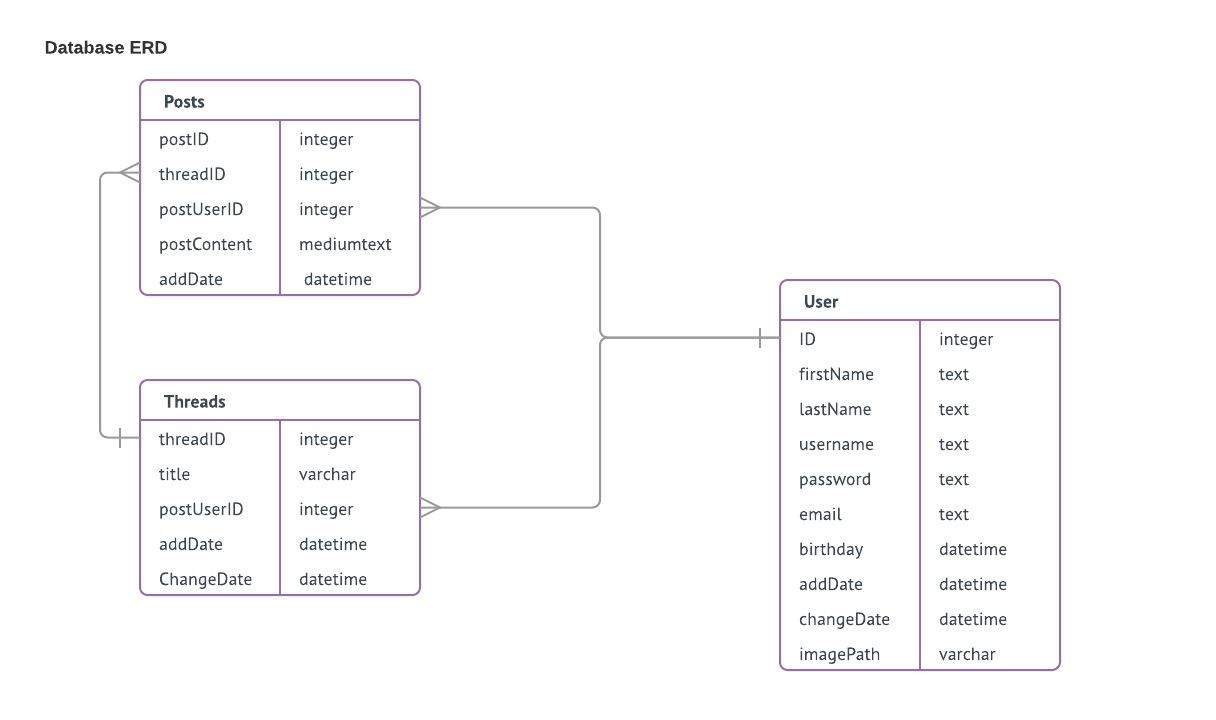 Database ERD
Posts
postID integer
threadID integer
postUserID integer
postContent mediumtext
addDate datetime
Threads
threadID integer
title varchar
postUserID integer
addDate datetime
ChangeDate datetime
User
ID integer
firstName text
lastName text
username text
password text
email text
birthday datetime
addDate datetime
changeDate datetime
imagePath varchar